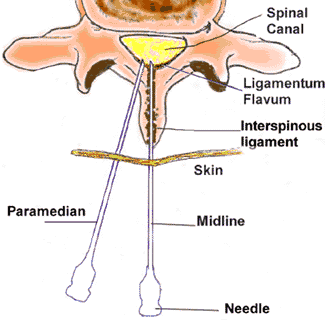 Spinal
Canal
Ligamentum
Flavum
Interspinous
ligament
Skin
Paramedian
Midline
Needle